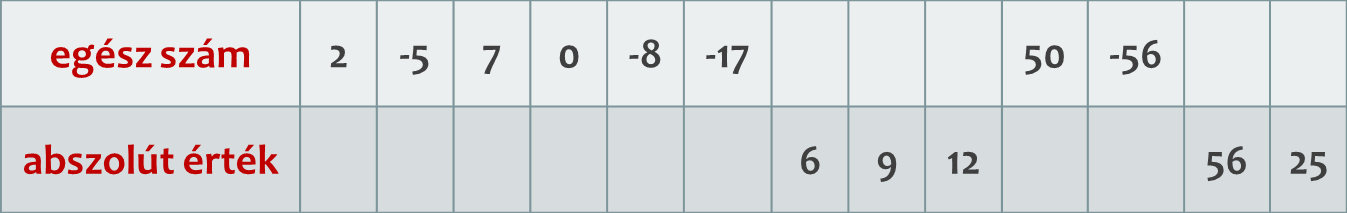 egész szám 2 -5 7 0 -8 -17 50 -56
abszolút érték 6 9 12 56 25